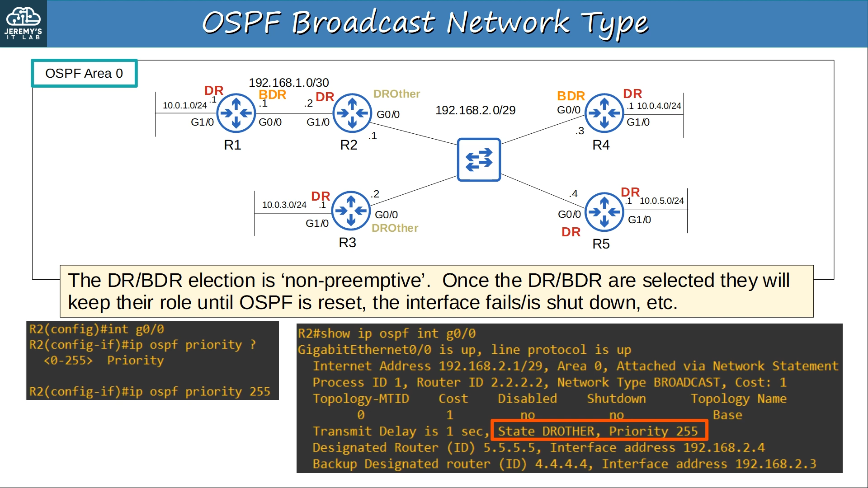 JEREMY'S
IT LAB
OSPF Broadcast Network Type
OSPF Area 0
192.168.1.0/30
DR
BDR
DR
DROther
10.0.1.0/24
.1
.1
.2
G1/0
G0/0
G1/0
G0/0
R1
R2
.1
192.168.2.0/29
BDR
DR
G0/0
.1
10.0.4.0/24
.3
G1/0
R4
DR
.2
10.0.3.0/24
.1
G0/0
G1/0
DROther
R3
.4
DR
.1
10.0.5.0/24
G0/0
G1/0
DR
R5
The DR/BDR election is ‘non-preemptive’. Once the DR/BDR are selected they will
keep their role until OSPF is reset, the interface fails/is shut down, etc.
R2(config)#int g0/0
R2(config-if)#ip ospf priority ?
<0-255> Priority
R2(config-if)#ip ospf priority 255
R2#show ip ospf int g0/0
GigabitEthernet0/0 is up, line protocol is up
Internet Address 192.168.2.1/29, Area 0, Attached via Network Statement
Process ID 1, Router ID 2.2.2.2, Network Type BROADCAST, Cost: 1
Topology-MTID Cost Disabled Shutdown Topology Name
0 1 no no Base
Transmit Delay is 1 sec, State DROTHER, Priority 255
Designated Router (ID) 5.5.5.5, Interface address 192.168.2.4
Backup Designated router (ID) 4.4.4.4, Interface address 192.168.2.3